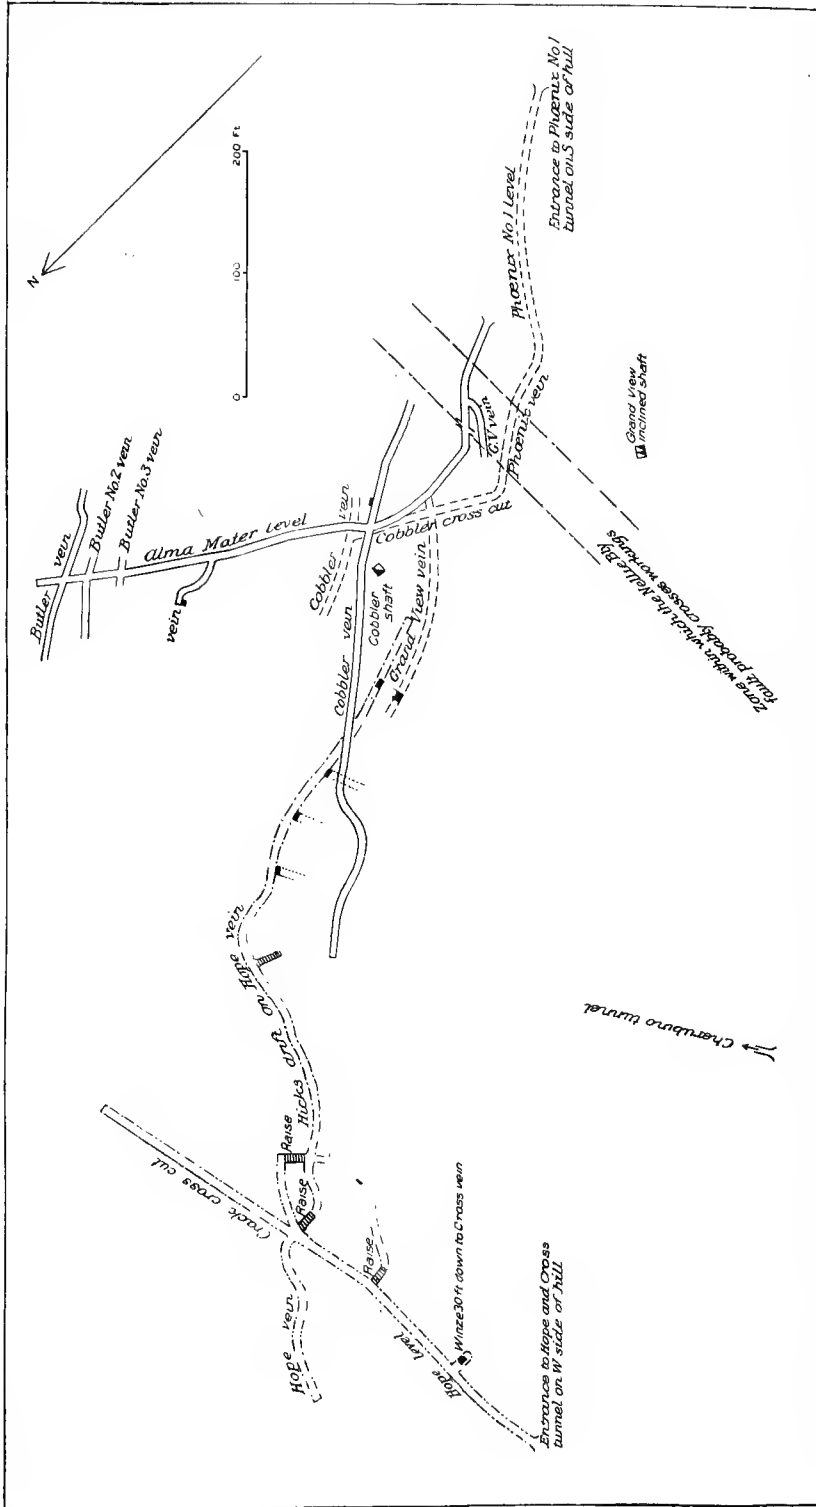 N
0 100 200 Ft
Butler vein
Butler No.2 vein
Butler No.3 vein
Alma Mater level
vein
Cobbler vein
Cobbler vein
Cobbler
shaft
Cobbler cross cut
Grand View vein
G.V vein
Phœnix vein
Phœnix No.1 level
Entrance to Phœnix No.1
tunnel on S side of hill
Grand View
inclined shaft
Zone within which the Nellie Bly
fault probably crosses workings
Hicks drift on Hope vein
Crack cross cut
Raise
Raise
Raise
Hope vein
Hope level
Winze 30 ft down to Cross vein
Entrance to Hope and Cross
tunnel on W side of hill
Cherubino tunnel